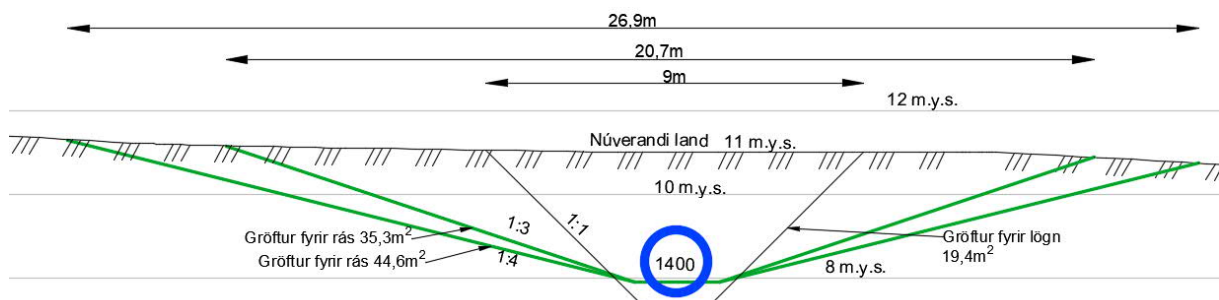 26,9m
20,7m
9m
12 m.y.s.
Núverandi land 11 m.y.s.
10 m.y.s.
1:3
1:1
Gröftur fyrir rás 35,3m²
Gröftur fyrir rás 44,6m²
1:4
1400
Gröftur fyrir lögn
19,4m²
8 m.y.s.